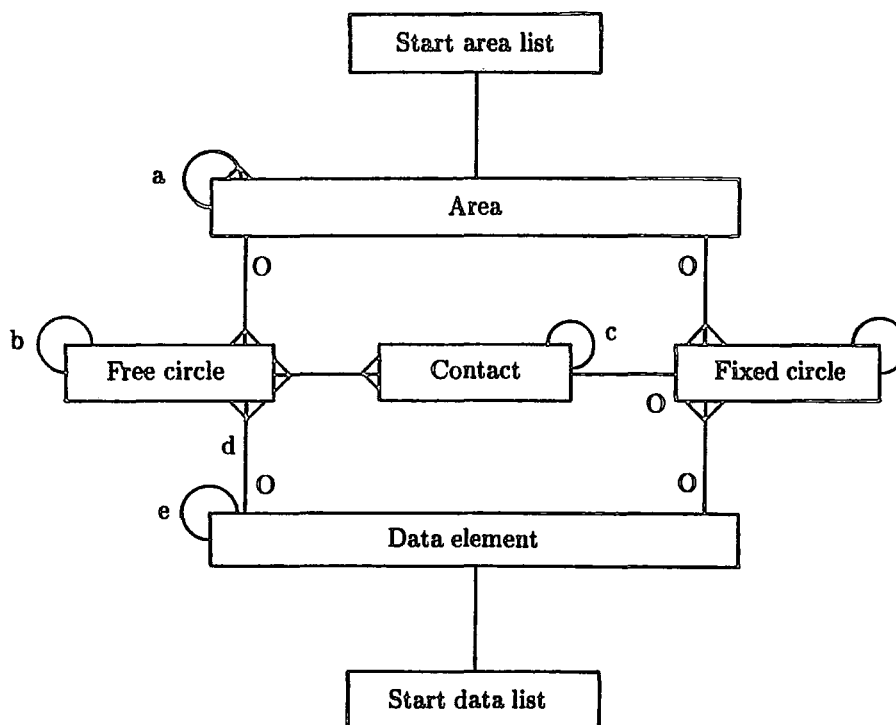 Start area list
a
Area
O O
b
c
Free circle Contact Fixed circle
O
d
O O
e
Data element
Start data list